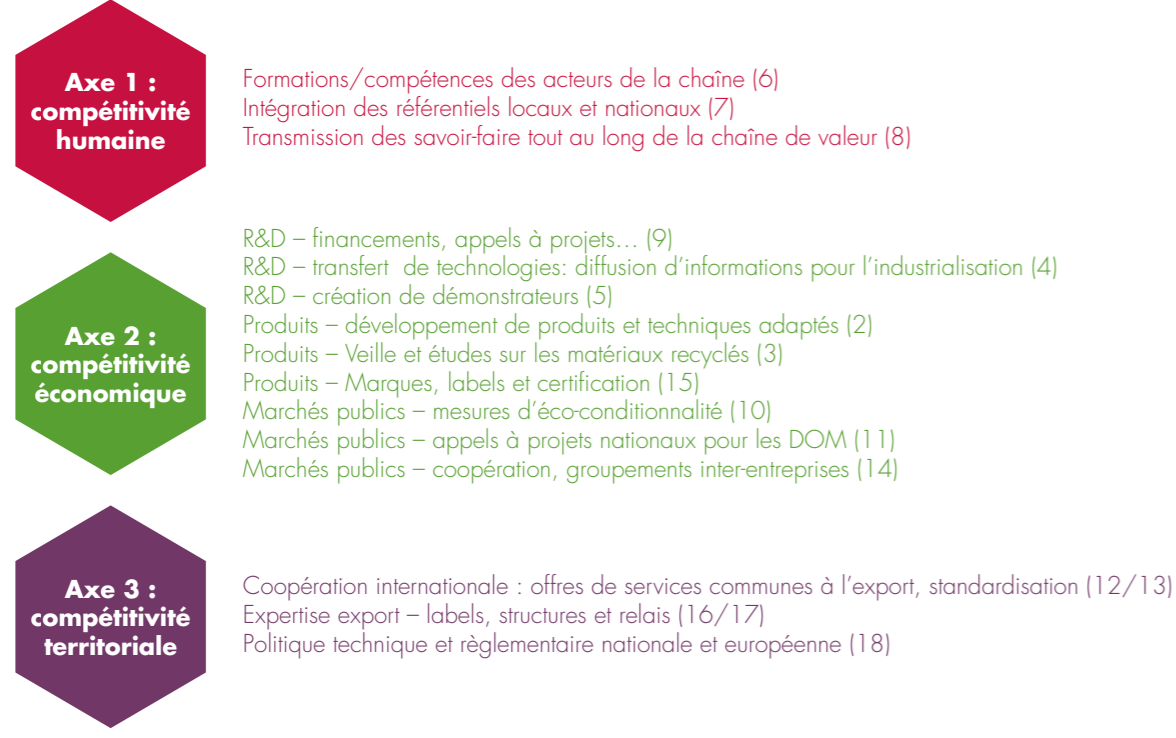 Axe 1 :
compétitivité
humaine
Formations/compétences des acteurs de la chaîne (6)
Intégration des référentiels locaux et nationaux (7)
Transmission des savoir-faire tout au long de la chaîne de valeur (8)
Axe 2 :
compétitivité
économique
R&D – financements, appels à projets… (9)
R&D – transfert de technologies: diffusion d'informations pour l'industrialisation (4)
R&D – création de démonstrateurs (5)
Produits – développement de produits et techniques adaptés (2)
Produits – Veille et études sur les matériaux recyclés (3)
Produits – Marques, labels et certification (15)
Marchés publics – mesures d'éco-conditionnalité (10)
Marchés publics – appels à projets nationaux pour les DOM (11)
Marchés publics – coopération, groupements inter-entreprises (14)
Axe 3 :
compétitivité
territoriale
Coopération internationale : offres de services communes à l'export, standardisation (12/13)
Expertise export – labels, structures et relais (16/17)
Politique technique et règlementaire nationale et européenne (18)